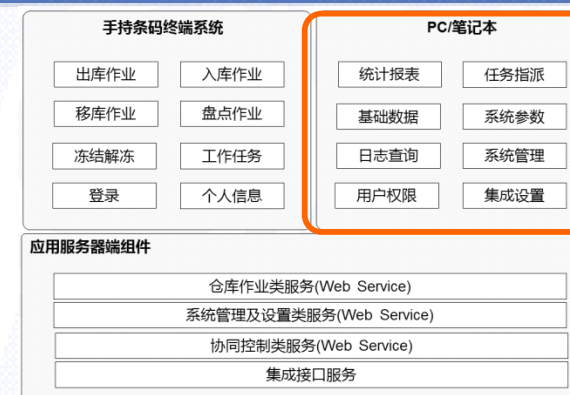 手持条码终端系统
出库作业
入库作业
移库作业
盘点作业
冻结解冻
工作任务
登录
个人信息
PC/笔记本
统计报表
任务指派
基础数据
系统参数
日志查询
系统管理
用户权限
集成设置
应用服务器端组件
仓库作业类服务(Web Service)
系统管理及设置类服务(Web Service)
协同控制类服务(Web Service)
集成接口服务